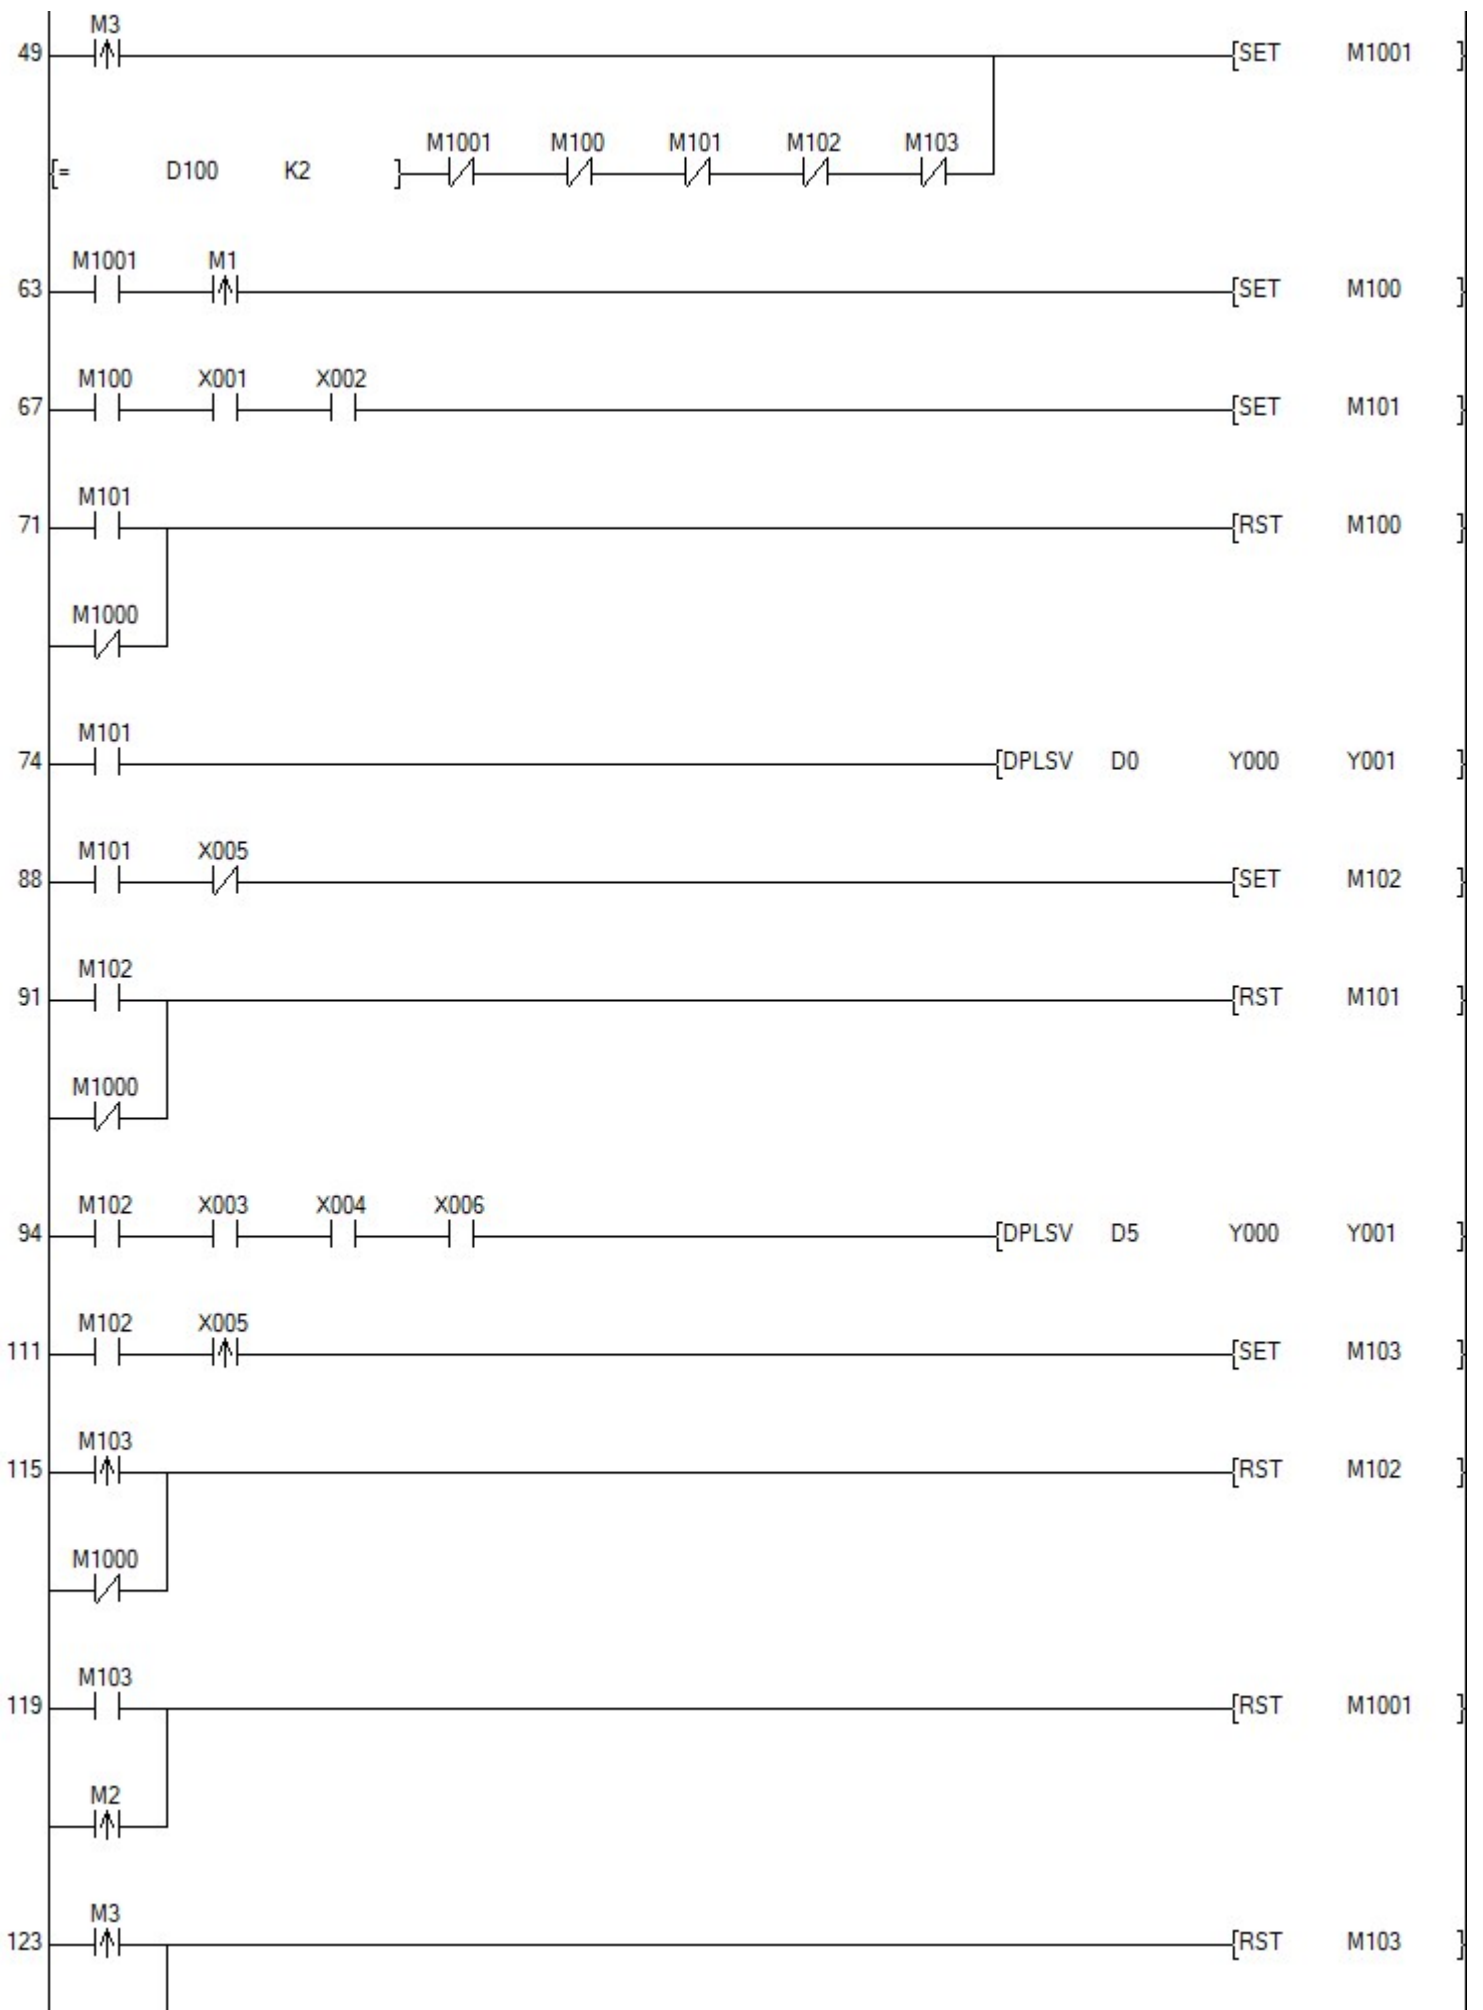 M3
49 [SET M1001 ]
M1001 M100 M101 M102 M103
[= D100 K2 ]
M1001 M1
63 [SET M100 ]
M100 X001 X002
67 [SET M101 ]
M101
71 [RST M100 ]
M1000
M101
74 [DPLSV D0 Y000 Y001 ]
M101 X005
88 [SET M102 ]
M102
91 [RST M101 ]
M1000
M102 X003 X004 X006
94 [DPLSV D5 Y000 Y001 ]
M102 X005
111 [SET M103 ]
M103
115 [RST M102 ]
M1000
M103
119 [RST M1001 ]
M2
M3
123 [RST M103 ]